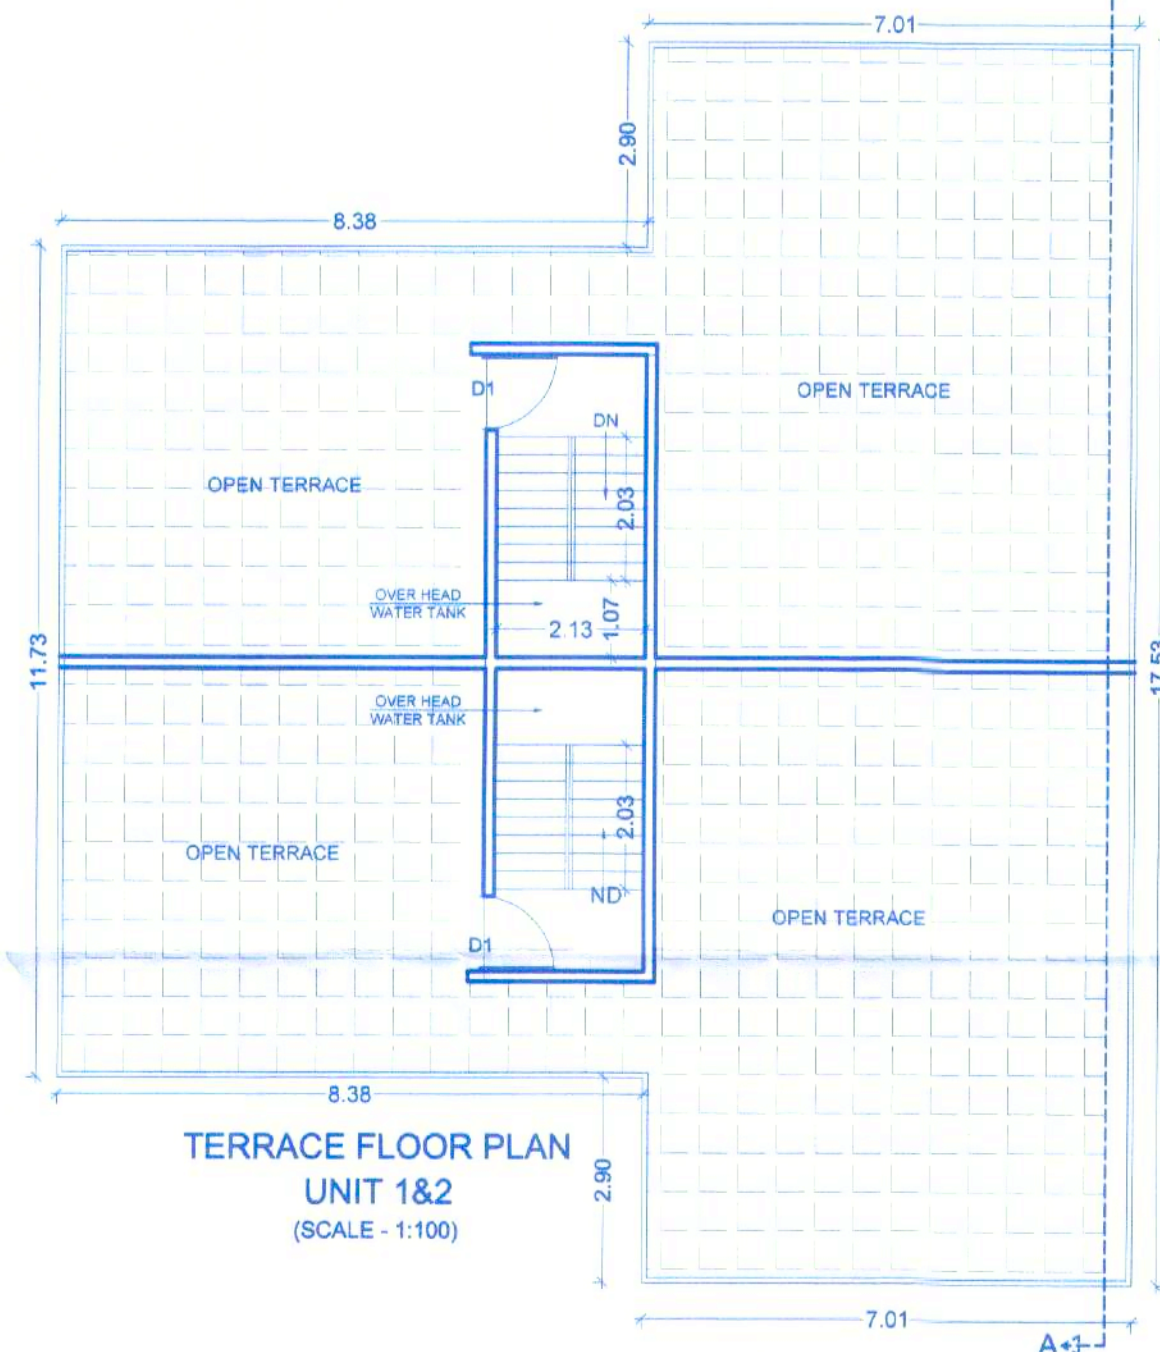 7.01
2.90
8.38
D1
OPEN TERRACE
DN
OPEN TERRACE
2.03
OVER HEAD
WATER TANK
1.07
2.13
11.73
17.53
OVER HEAD
WATER TANK
2.03
OPEN TERRACE
ND
OPEN TERRACE
D1
8.38
TERRACE FLOOR PLAN
UNIT 1&2
(SCALE - 1:100)
2.90
7.01
A